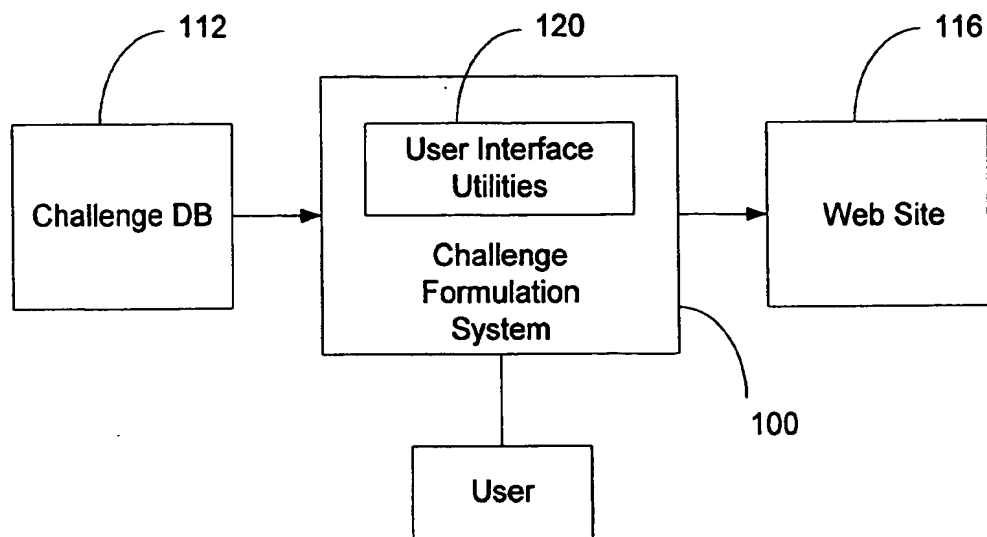 112
120
116
Challenge DB
User Interface
Utilities
Challenge
Formulation
System
Web Site
100
User